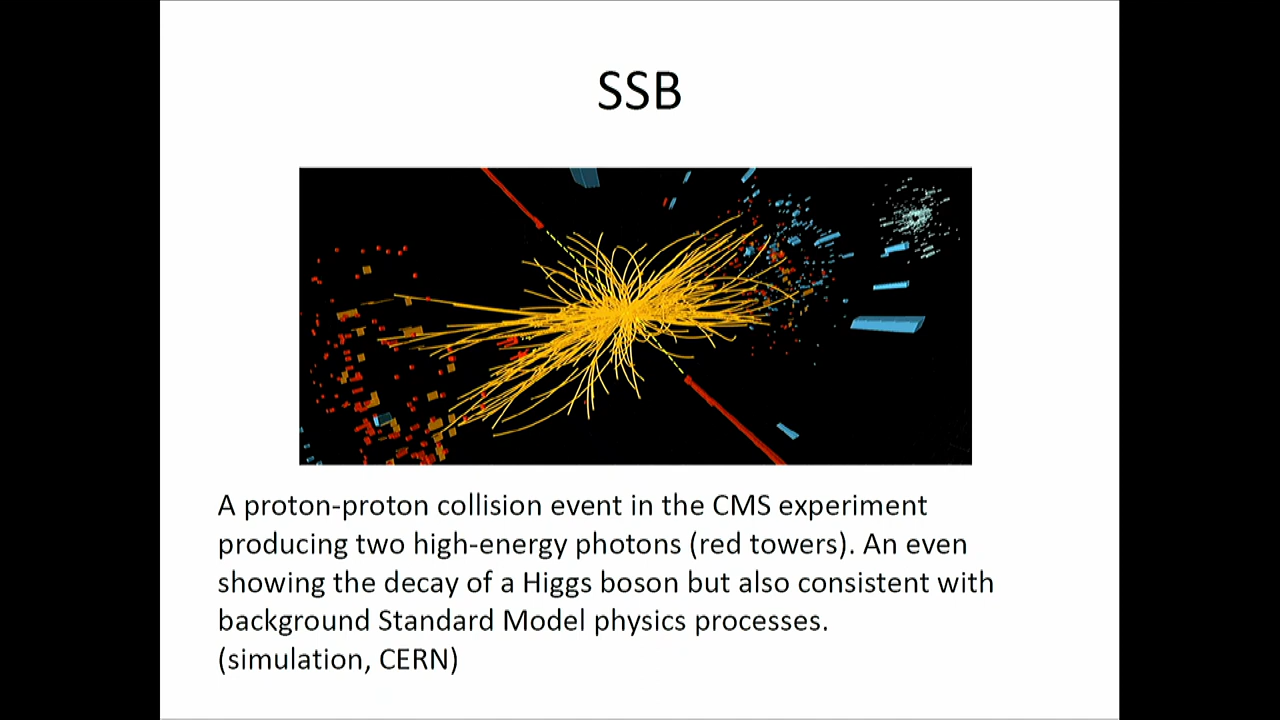 SSB
A proton-proton collision event in the CMS experiment
producing two high-energy photons (red towers). An even
showing the decay of a Higgs boson but also consistent with
background Standard Model physics processes.
(simulation, CERN)